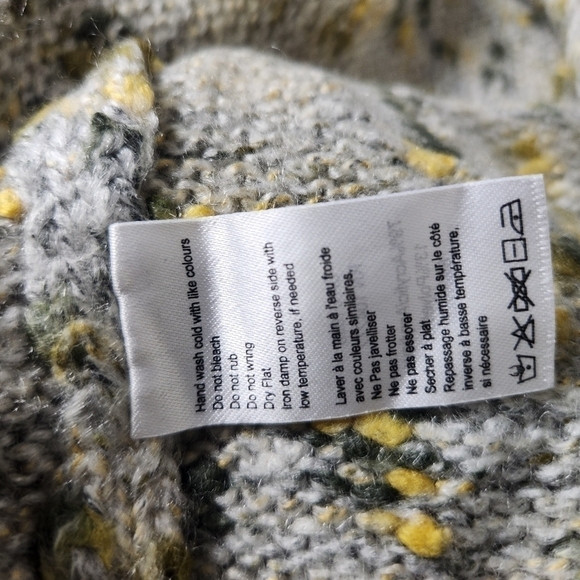 Hand wash cold with like colours
Do not bleach
Do not rub
Do not wring
Dry Flat
Iron damp on reverse side with
low temperature, if needed
Laver à la main à l'eau froide
avec couleurs similaires,
Ne Pas javelliser
Ne pas frotter
Ne pas essorer
Secher à plat
Repassage humide sur le côté
inverse à basse température,
si nécessaire